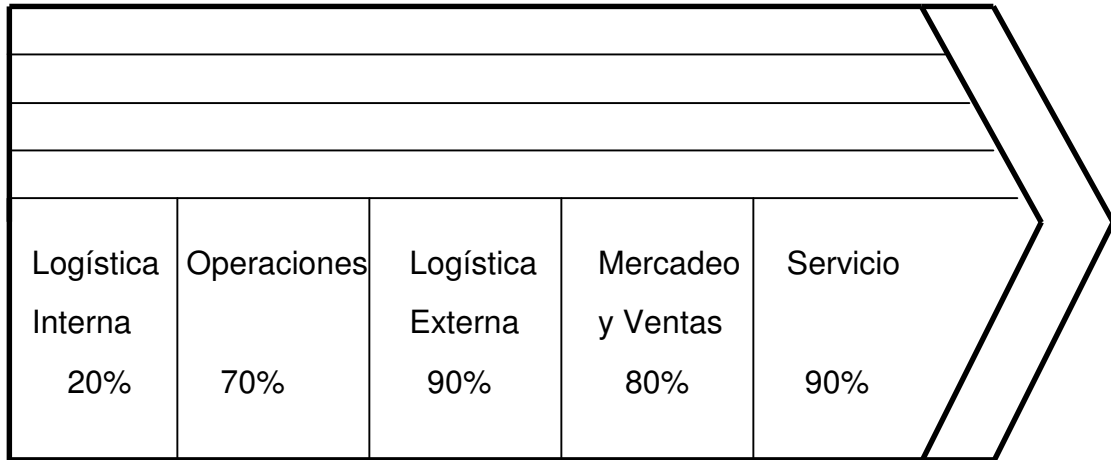 Logística Operaciones Logística Mercadeo Servicio
Interna Externa y Ventas
20% 70% 90% 80% 90%